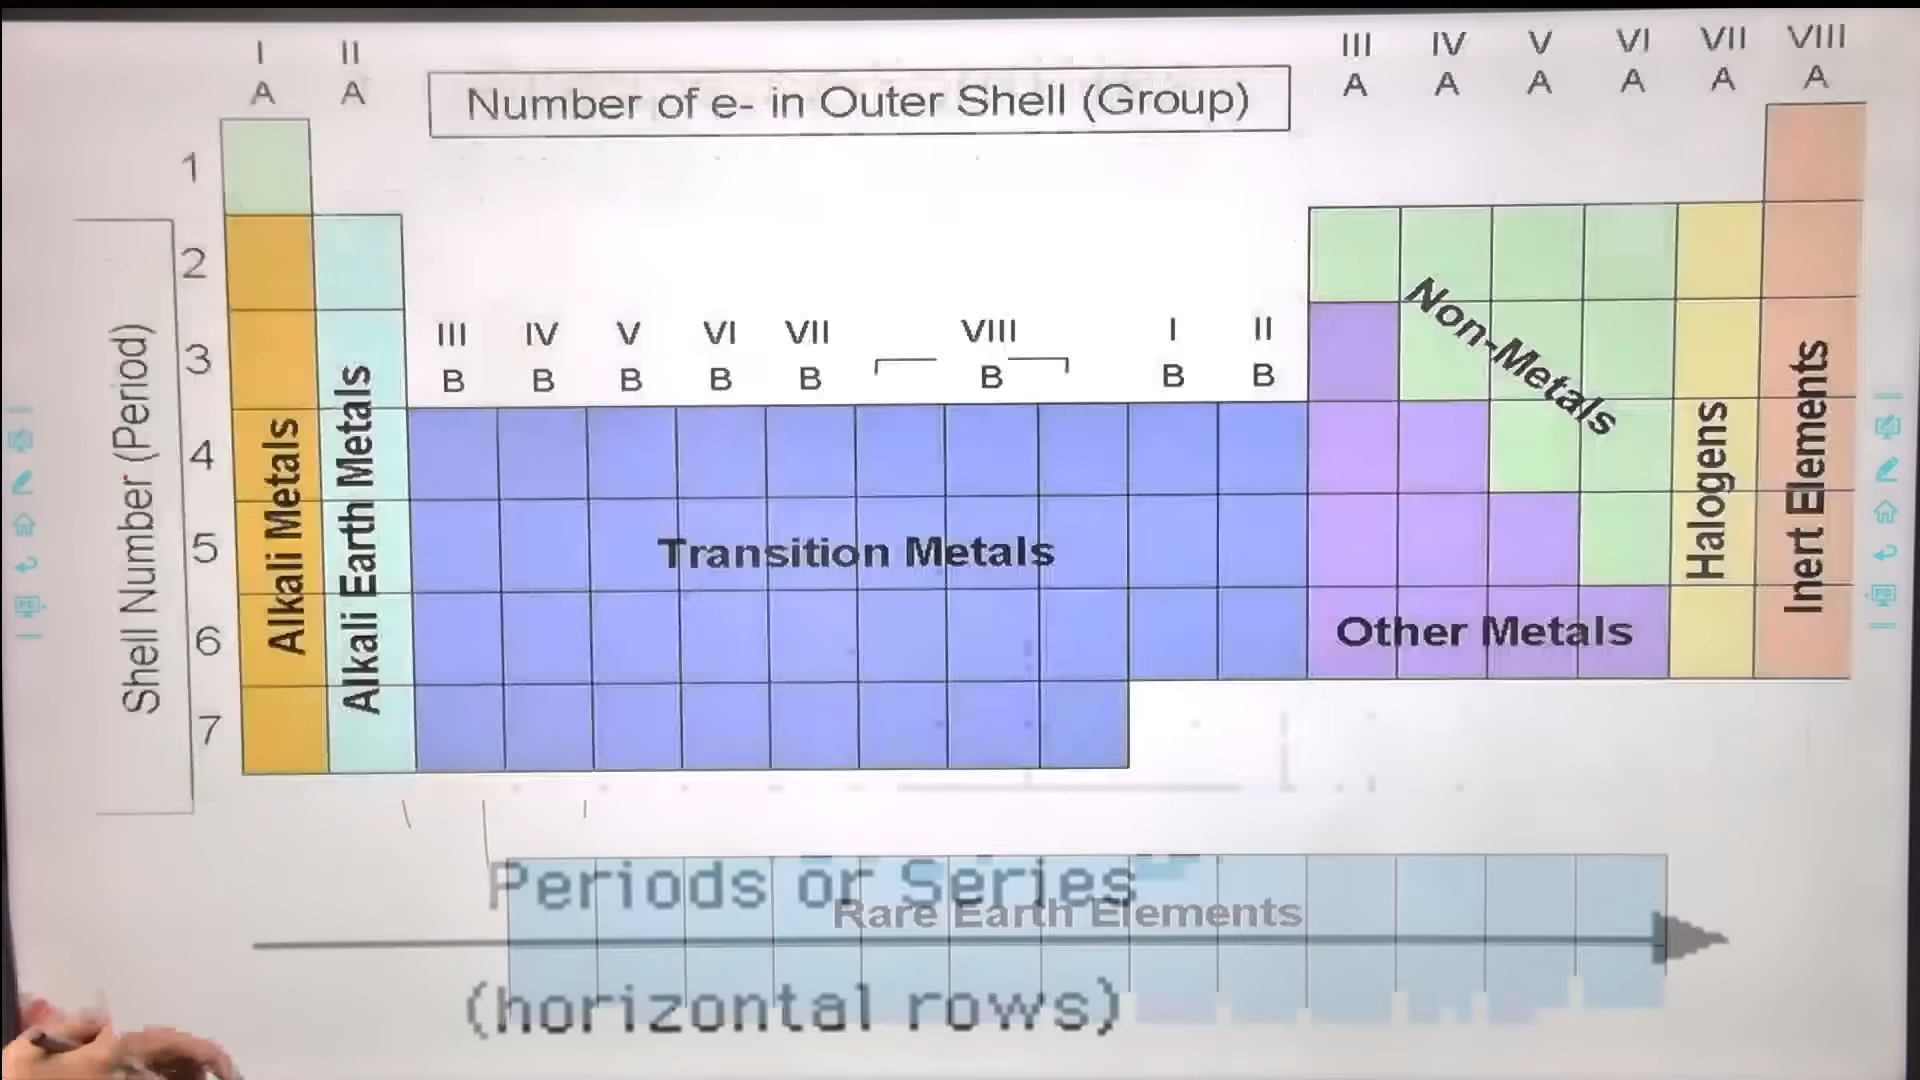 I II III IV V VI VII VIII
A A A A A A A A
Number of e- in Outer Shell (Group)
1
2
3
4
5
6
7
Shell Number (Period)
III IV V VI VII VIII I II
B B B B B B B B
Alkali Metals
Alkali Earth Metals
Transition Metals
Non-Metals
Other Metals
Halogens
Inert Elements
Periods or Series
Rare Earth Elements
(horizontal rows)